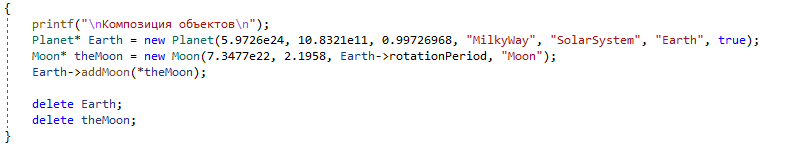 {
printf("\nКомпозиция объектов\n");
Planet* Earth = new Planet(5.9726e24, 10.8321e11, 0.99726968, "MilkyWay", "SolarSystem", "Earth", true);
Moon* theMoon = new Moon(7.3477e22, 2.1958, Earth->rotationPeriod, "Moon");
Earth->addMoon(*theMoon);
delete Earth;
delete theMoon;
}